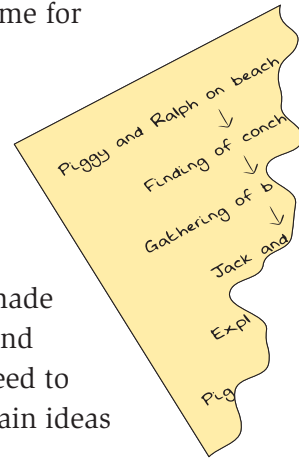 me for
Piggy and Ralph on beach
↓
Finding of conch
↓
Gathering of b
↓
Jack and
Expl
Pig
made
nd
eed to
ain ideas